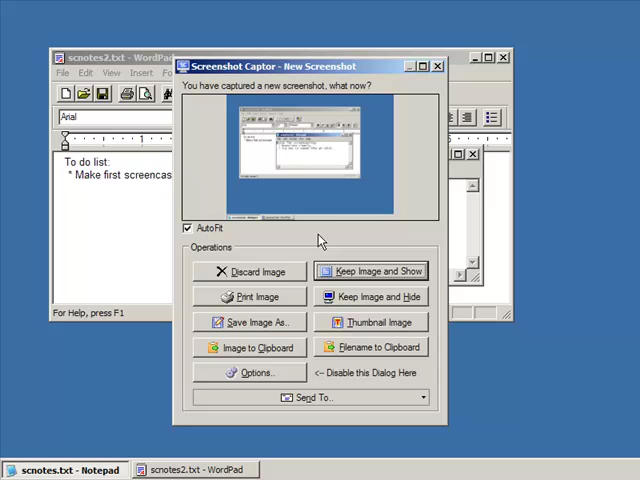 scnotes2.txt - WordPad
File Edit View Insert
Arial
1
To do list:
* Make first screencas
For Help, press F1
Screenshot Captor - New Screenshot
You have captured a new screenshot, what now?
AutoFit
Operations
Discard Image
Keep Image and Show
Print Image
Keep Image and Hide
Save Image As..
Thumbnail Image
Image to Clipboard
Filename to Clipboard
Options..
<-- Disable this Dialog Here
Send To..
scnotes.txt - Notepad
scnotes2.txt - WordPad